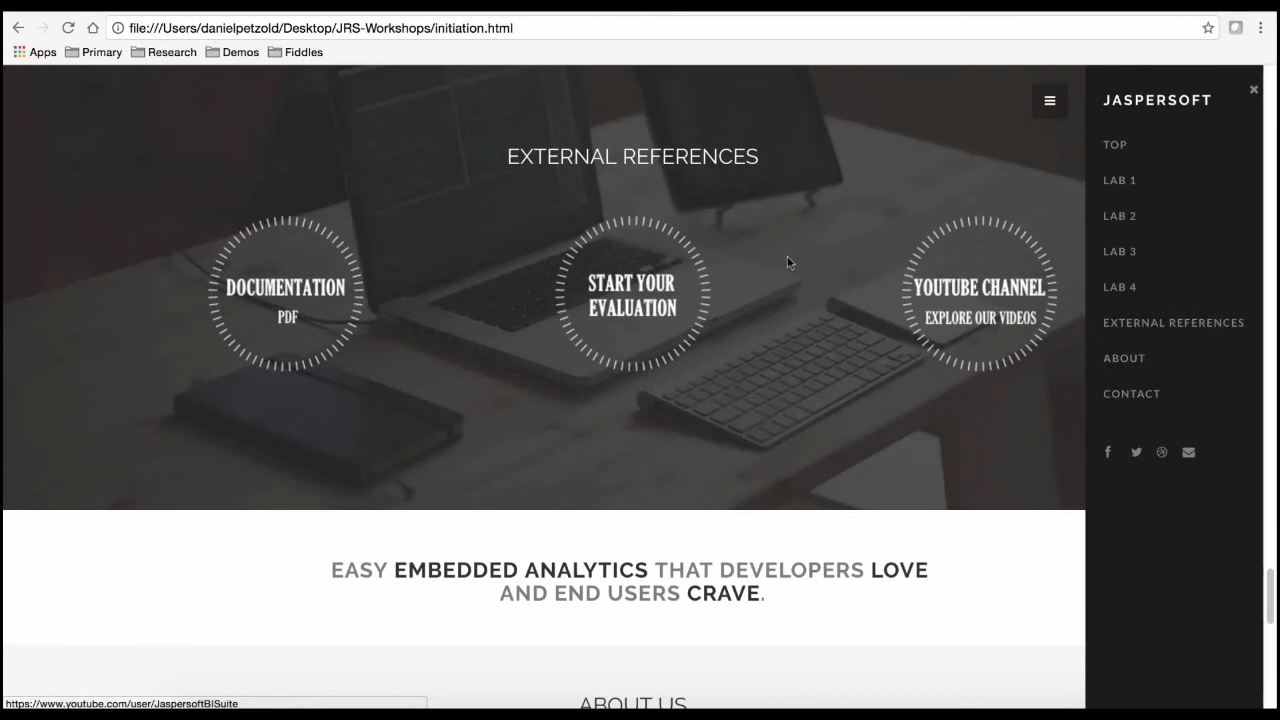 file:///Users/danielpetzold/Desktop/JRS-Workshops/initiation.html
Apps Primary Research Demos Fiddles
JASPERSOFT
TOP
LAB 1
LAB 2
LAB 3
LAB 4
EXTERNAL REFERENCES
ABOUT
CONTACT
EXTERNAL REFERENCES
DOCUMENTATION
PDF
START YOUR
EVALUATION
YOUTUBE CHANNEL
EXPLORE OUR VIDEOS
EASY EMBEDDED ANALYTICS THAT DEVELOPERS LOVE
AND END USERS CRAVE.
ABOUT US
https://www.youtube.com/user/JaspersoftBISuite